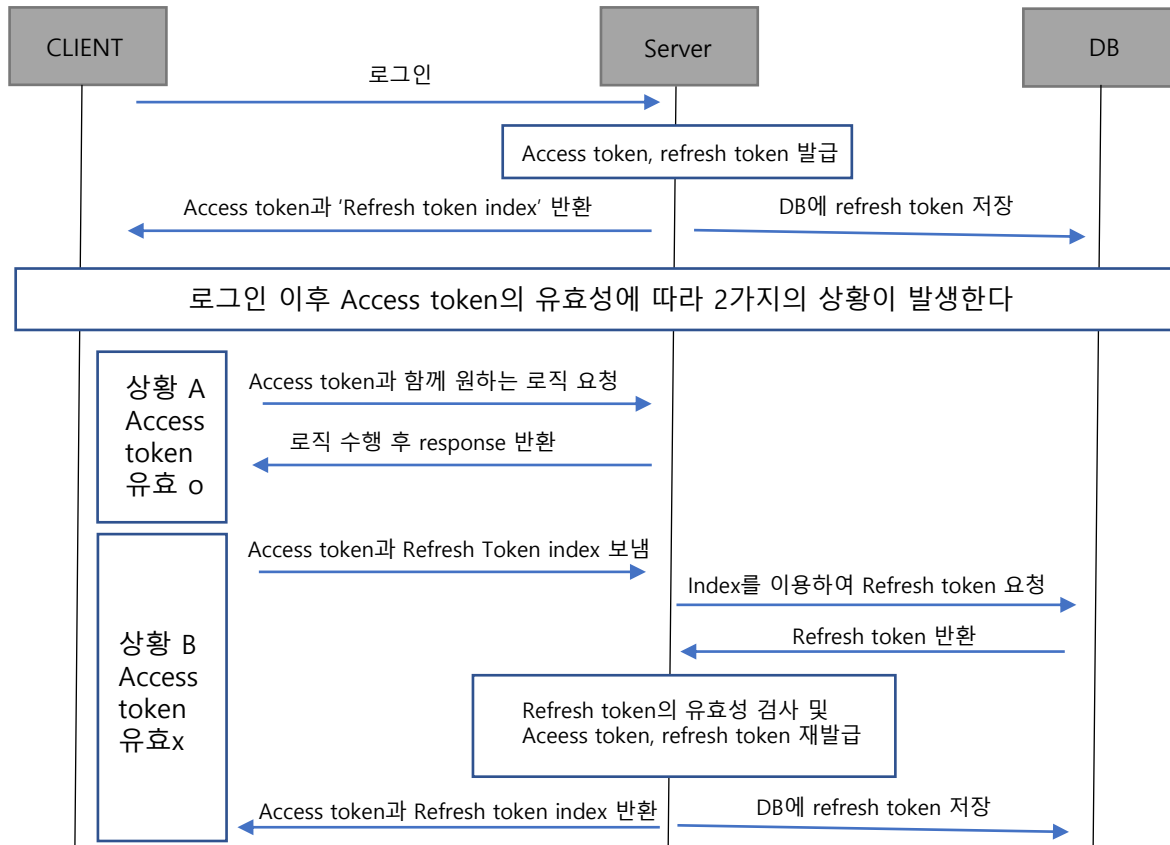 CLIENT
Server
DB
로그인
Access token, refresh token 발급
Access token과 ‘Refresh token index’ 반환
DB에 refresh token 저장
로그인 이후 Access token의 유효성에 따라 2가지의 상황이 발생한다
상황 A
Access
token
유효 o
Access token과 함께 원하는 로직 요청
로직 수행 후 response 반환
상황 B
Access
token
유효x
Access token과 Refresh Token index 보냄
Index를 이용하여 Refresh token 요청
Refresh token 반환
Refresh token의 유효성 검사 및
Aceess token, refresh token 재발급
Access token과 Refresh token index 반환
DB에 refresh token 저장